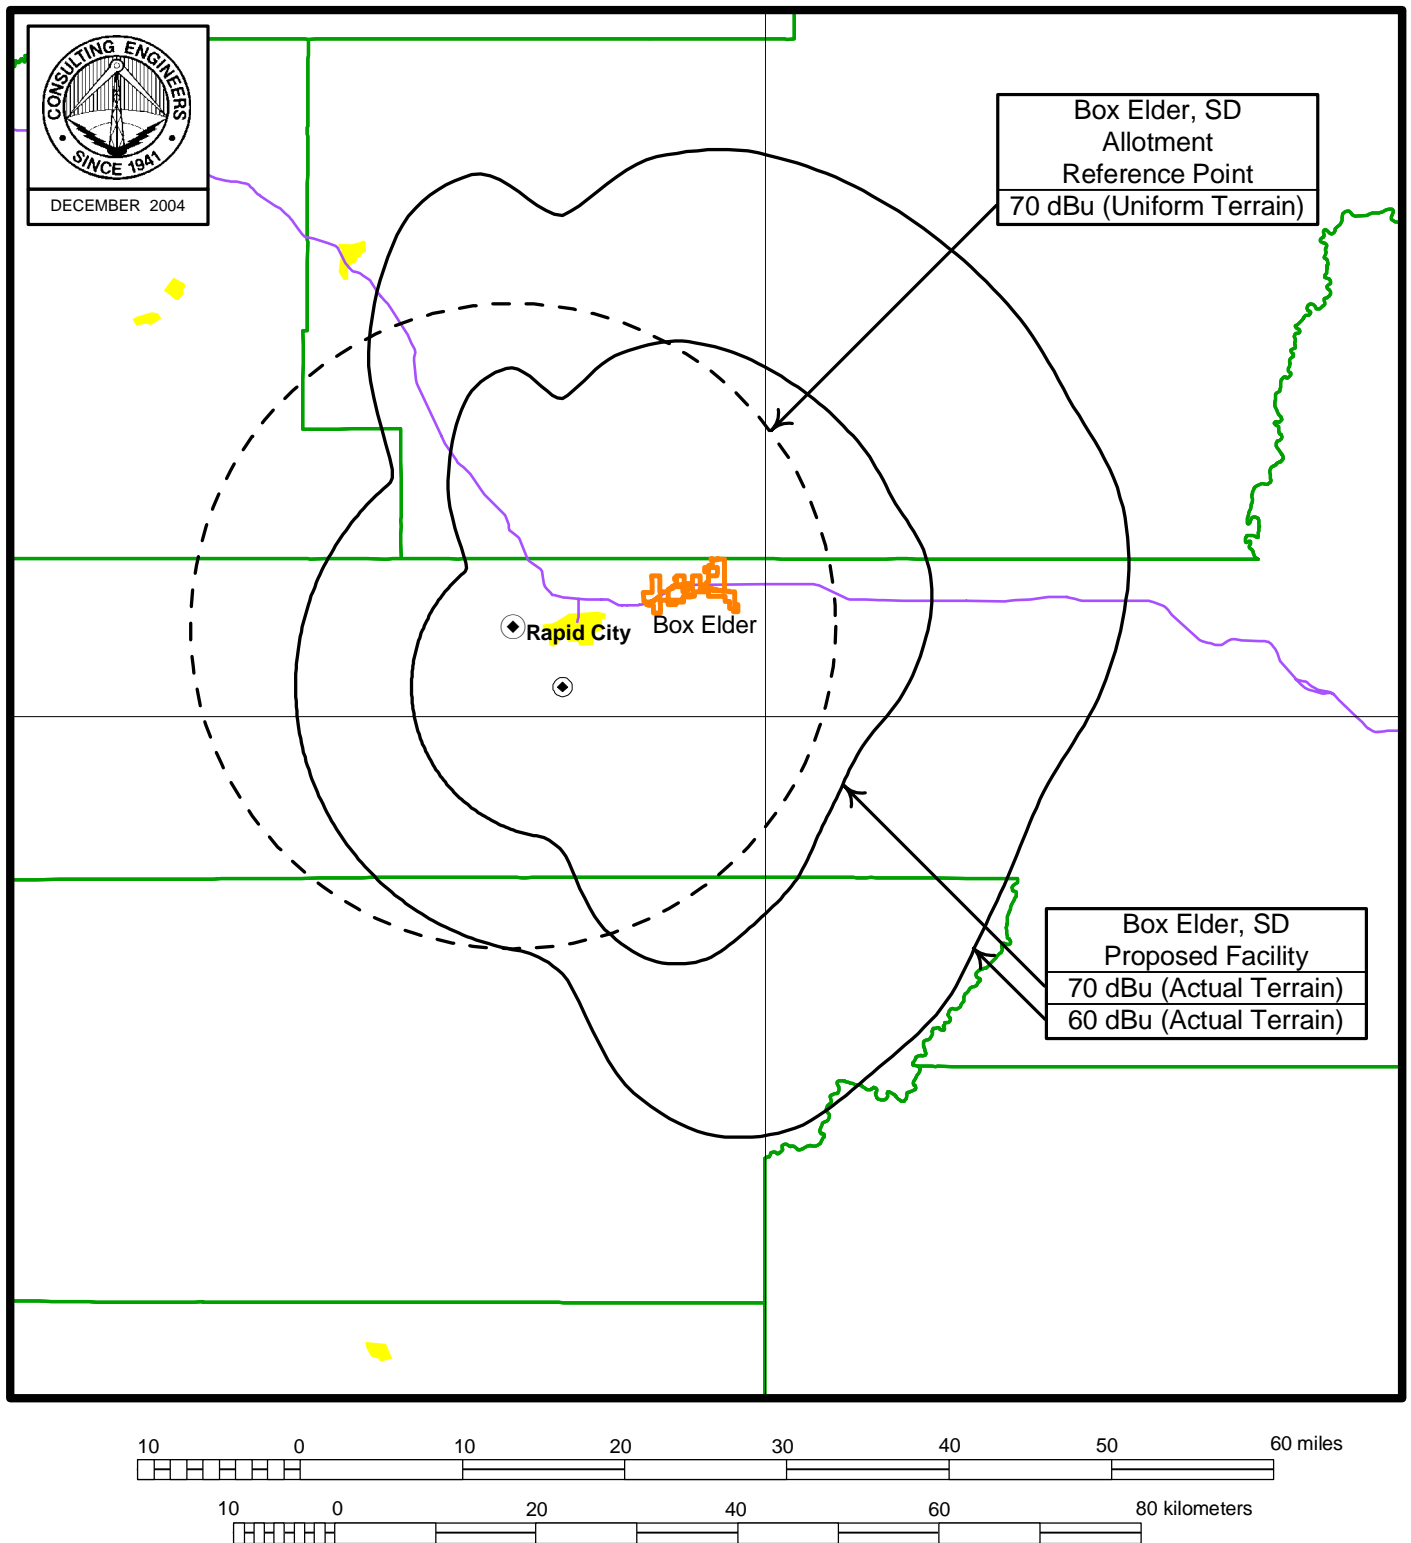 CONSULTING ENGINEERS
SINCE 1941
DECEMBER 2004
Box Elder, SD
Allotment
Reference Point
70 dBu (Uniform Terrain)
Rapid City
Box Elder
Box Elder, SD
Proposed Facility
70 dBu (Actual Terrain)
60 dBu (Actual Terrain)
10 0 10 20 30 40 50 60 miles
10 0 20 40 60 80 kilometers